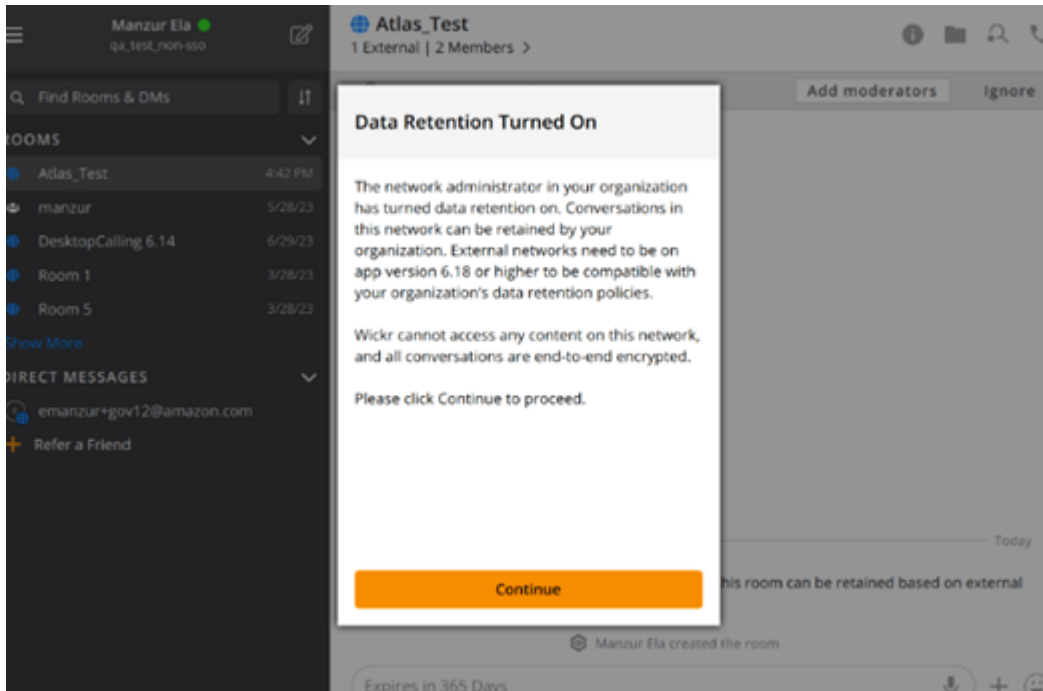 Manzur Ela
qa_test_non-sso
Find Rooms & DMs
ROOMS
Atlas_Test 4:42 PM
manzur 5/28/23
DesktopCalling 6.14 6/29/23
Room 1 3/28/23
Room 5 3/28/23
Show More
DIRECT MESSAGES
emanzur+gov12@amazon.com
Refer a Friend
Atlas_Test
1 External | 2 Members >
Add moderators Ignore
Data Retention Turned On
The network administrator in your organization
has turned data retention on. Conversations in
this network can be retained by your
organization. External networks need to be on
app version 6.18 or higher to be compatible with
your organization's data retention policies.
Wickr cannot access any content on this network,
and all conversations are end-to-end encrypted.
Please click Continue to proceed.
Continue
Today
his room can be retained based on external
Manzur Ela created the room
Expires in 365 Days